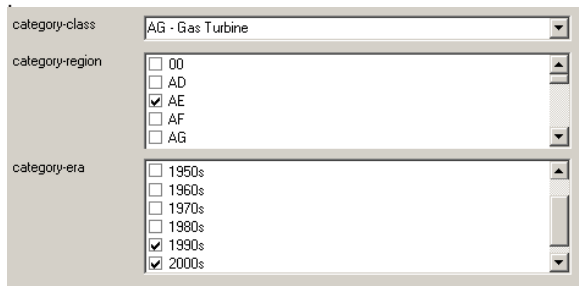 category-class
AG - Gas Turbine
category-region
00
AD
AE
AF
AG
category-era
1950s
1960s
1970s
1980s
1990s
2000s